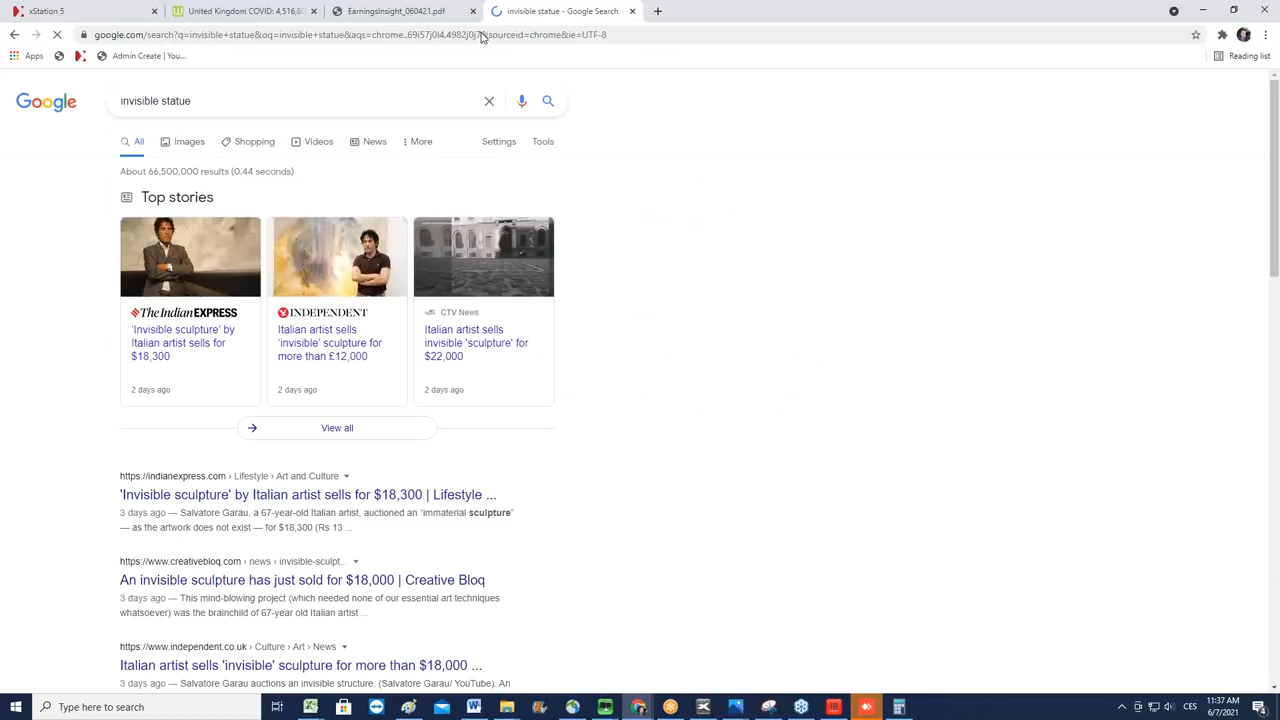 xStation 5
United Kingdom COVID: 4,516,8
EarningsInsight_060421.pdf
invisible statue - Google Search
google.com/search?q=invisible+statue&oq=invisible+statue&aqs=chrome..69i57j0l4.4982j0j7&sourceid=chrome&ie=UTF-8
Apps
Admin Create | You...
Reading list
Google
invisible statue
All
Images
Shopping
Videos
News
More
Settings
Tools
About 66,500,000 results (0.44 seconds)
Top stories
The Indian EXPRESS
'Invisible sculpture' by
Italian artist sells for
$18,300
2 days ago
INDEPENDENT
Italian artist sells
'invisible' sculpture for
more than £12,000
2 days ago
CTV News
Italian artist sells
invisible 'sculpture' for
$22,000
2 days ago
View all
https://indianexpress.com › Lifestyle › Art and Culture
'Invisible sculpture' by Italian artist sells for $18,300 | Lifestyle ...
3 days ago — Salvatore Garau, a 67-year-old Italian artist, auctioned an "immaterial sculpture"
— as the artwork does not exist — for $18,300 (Rs 13 ...
https://www.creativebloq.com › news › invisible-sculpt...
An invisible sculpture has just sold for $18,000 | Creative Bloq
3 days ago — This mind-blowing project (which needed none of our essential art techniques
whatsoever) was the brainchild of 67-year old Italian artist ...
https://www.independent.co.uk › Culture › Art › News
Italian artist sells 'invisible' sculpture for more than $18,000 ...
3 days ago — Salvatore Garau auctions an invisible structure. (Salvatore Garau/ YouTube). An
Type here to search
CES
11:37 AM
6/7/2021